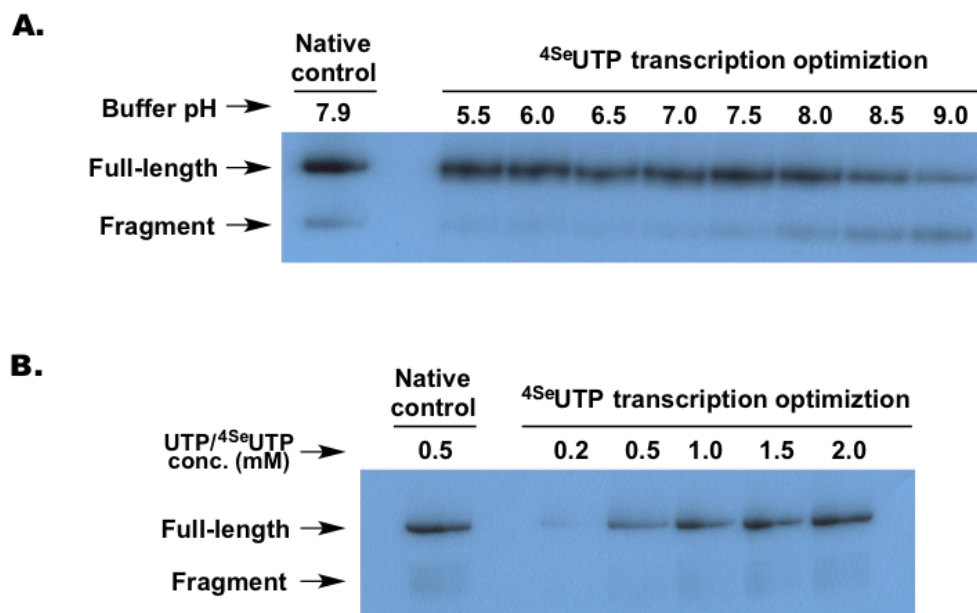 A.
Native
control
⁴ˢᵉUTP transcription optimiztion
Buffer pH
7.9
5.5 6.0 6.5 7.0 7.5 8.0 8.5 9.0
Full-length
Fragment
B.
Native
control
⁴ˢᵉUTP transcription optimiztion
UTP/⁴ˢᵉUTP
conc. (mM)
0.5
0.2 0.5 1.0 1.5 2.0
Full-length
Fragment